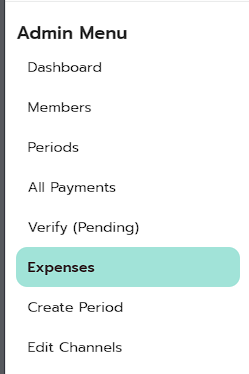 Admin Menu
Dashboard
Members
Periods
All Payments
Verify (Pending)
Expenses
Create Period
Edit Channels